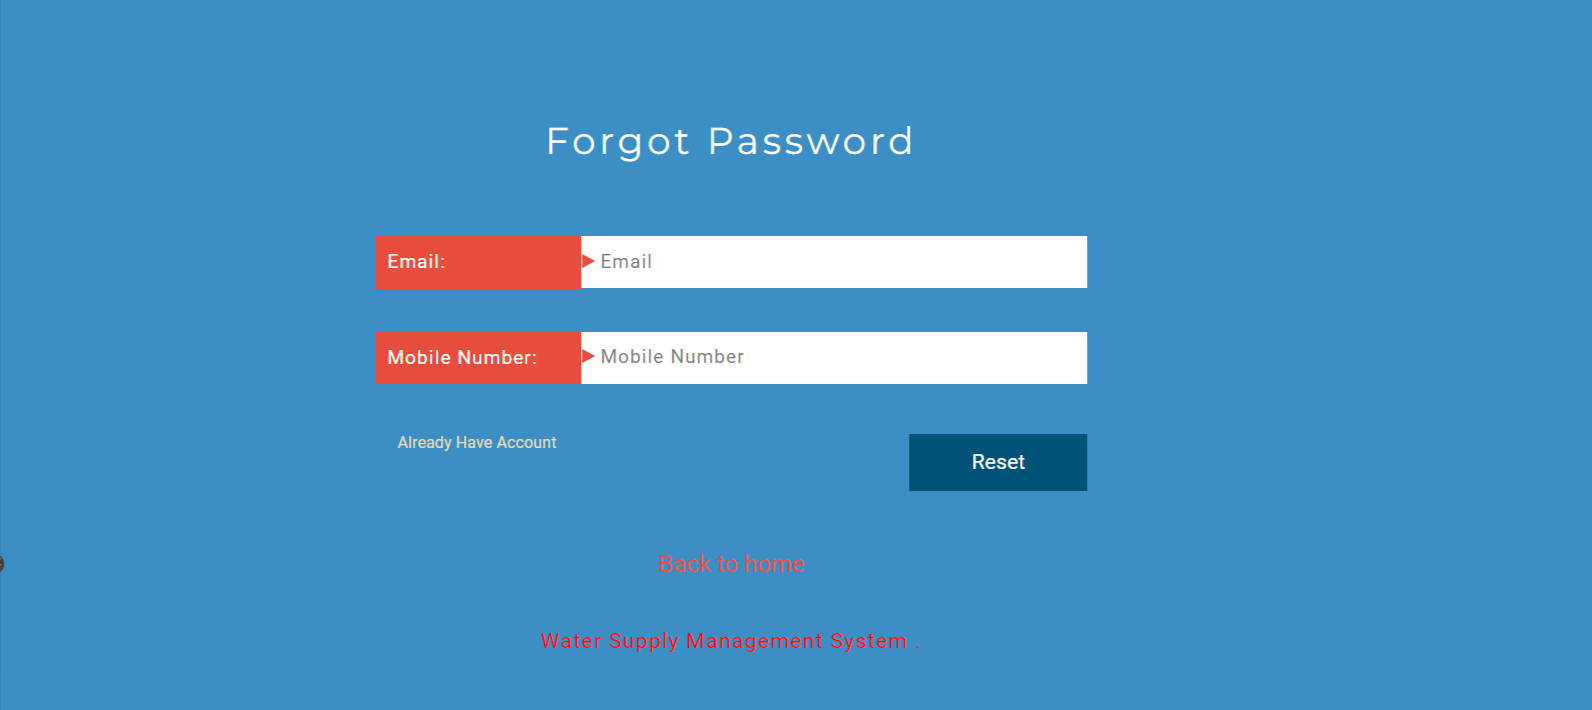 Forgot Password
Email: Email
Mobile Number: Mobile Number
Already Have Account
Reset
Back to home
Water Supply Management System .